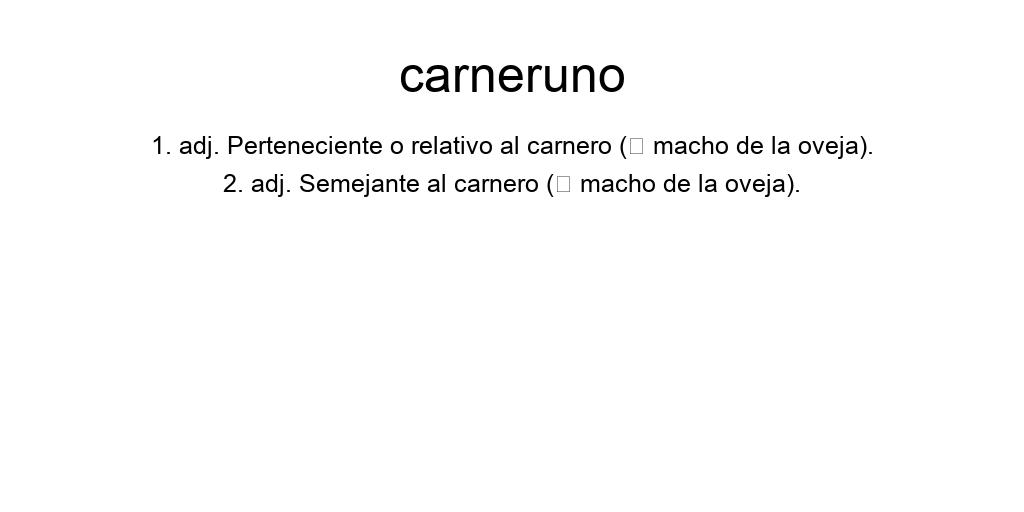 carneruno
1. adj. Perteneciente o relativo al carnero (□ macho de la oveja).
2. adj. Semejante al carnero (□ macho de la oveja).